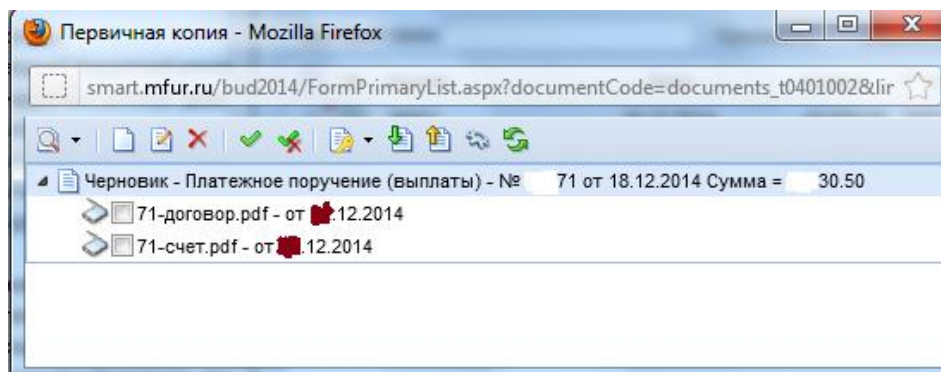 Первичная копия - Mozilla Firefox
smart.mfur.ru/bud2014/FormPrimaryList.aspx?documentCode=documents_t0401002&lir
Черновик - Платежное поручение (выплаты) - № 71 от 18.12.2014 Сумма = 30.50
71-договор.pdf - от .12.2014
71-счет.pdf - от .12.2014